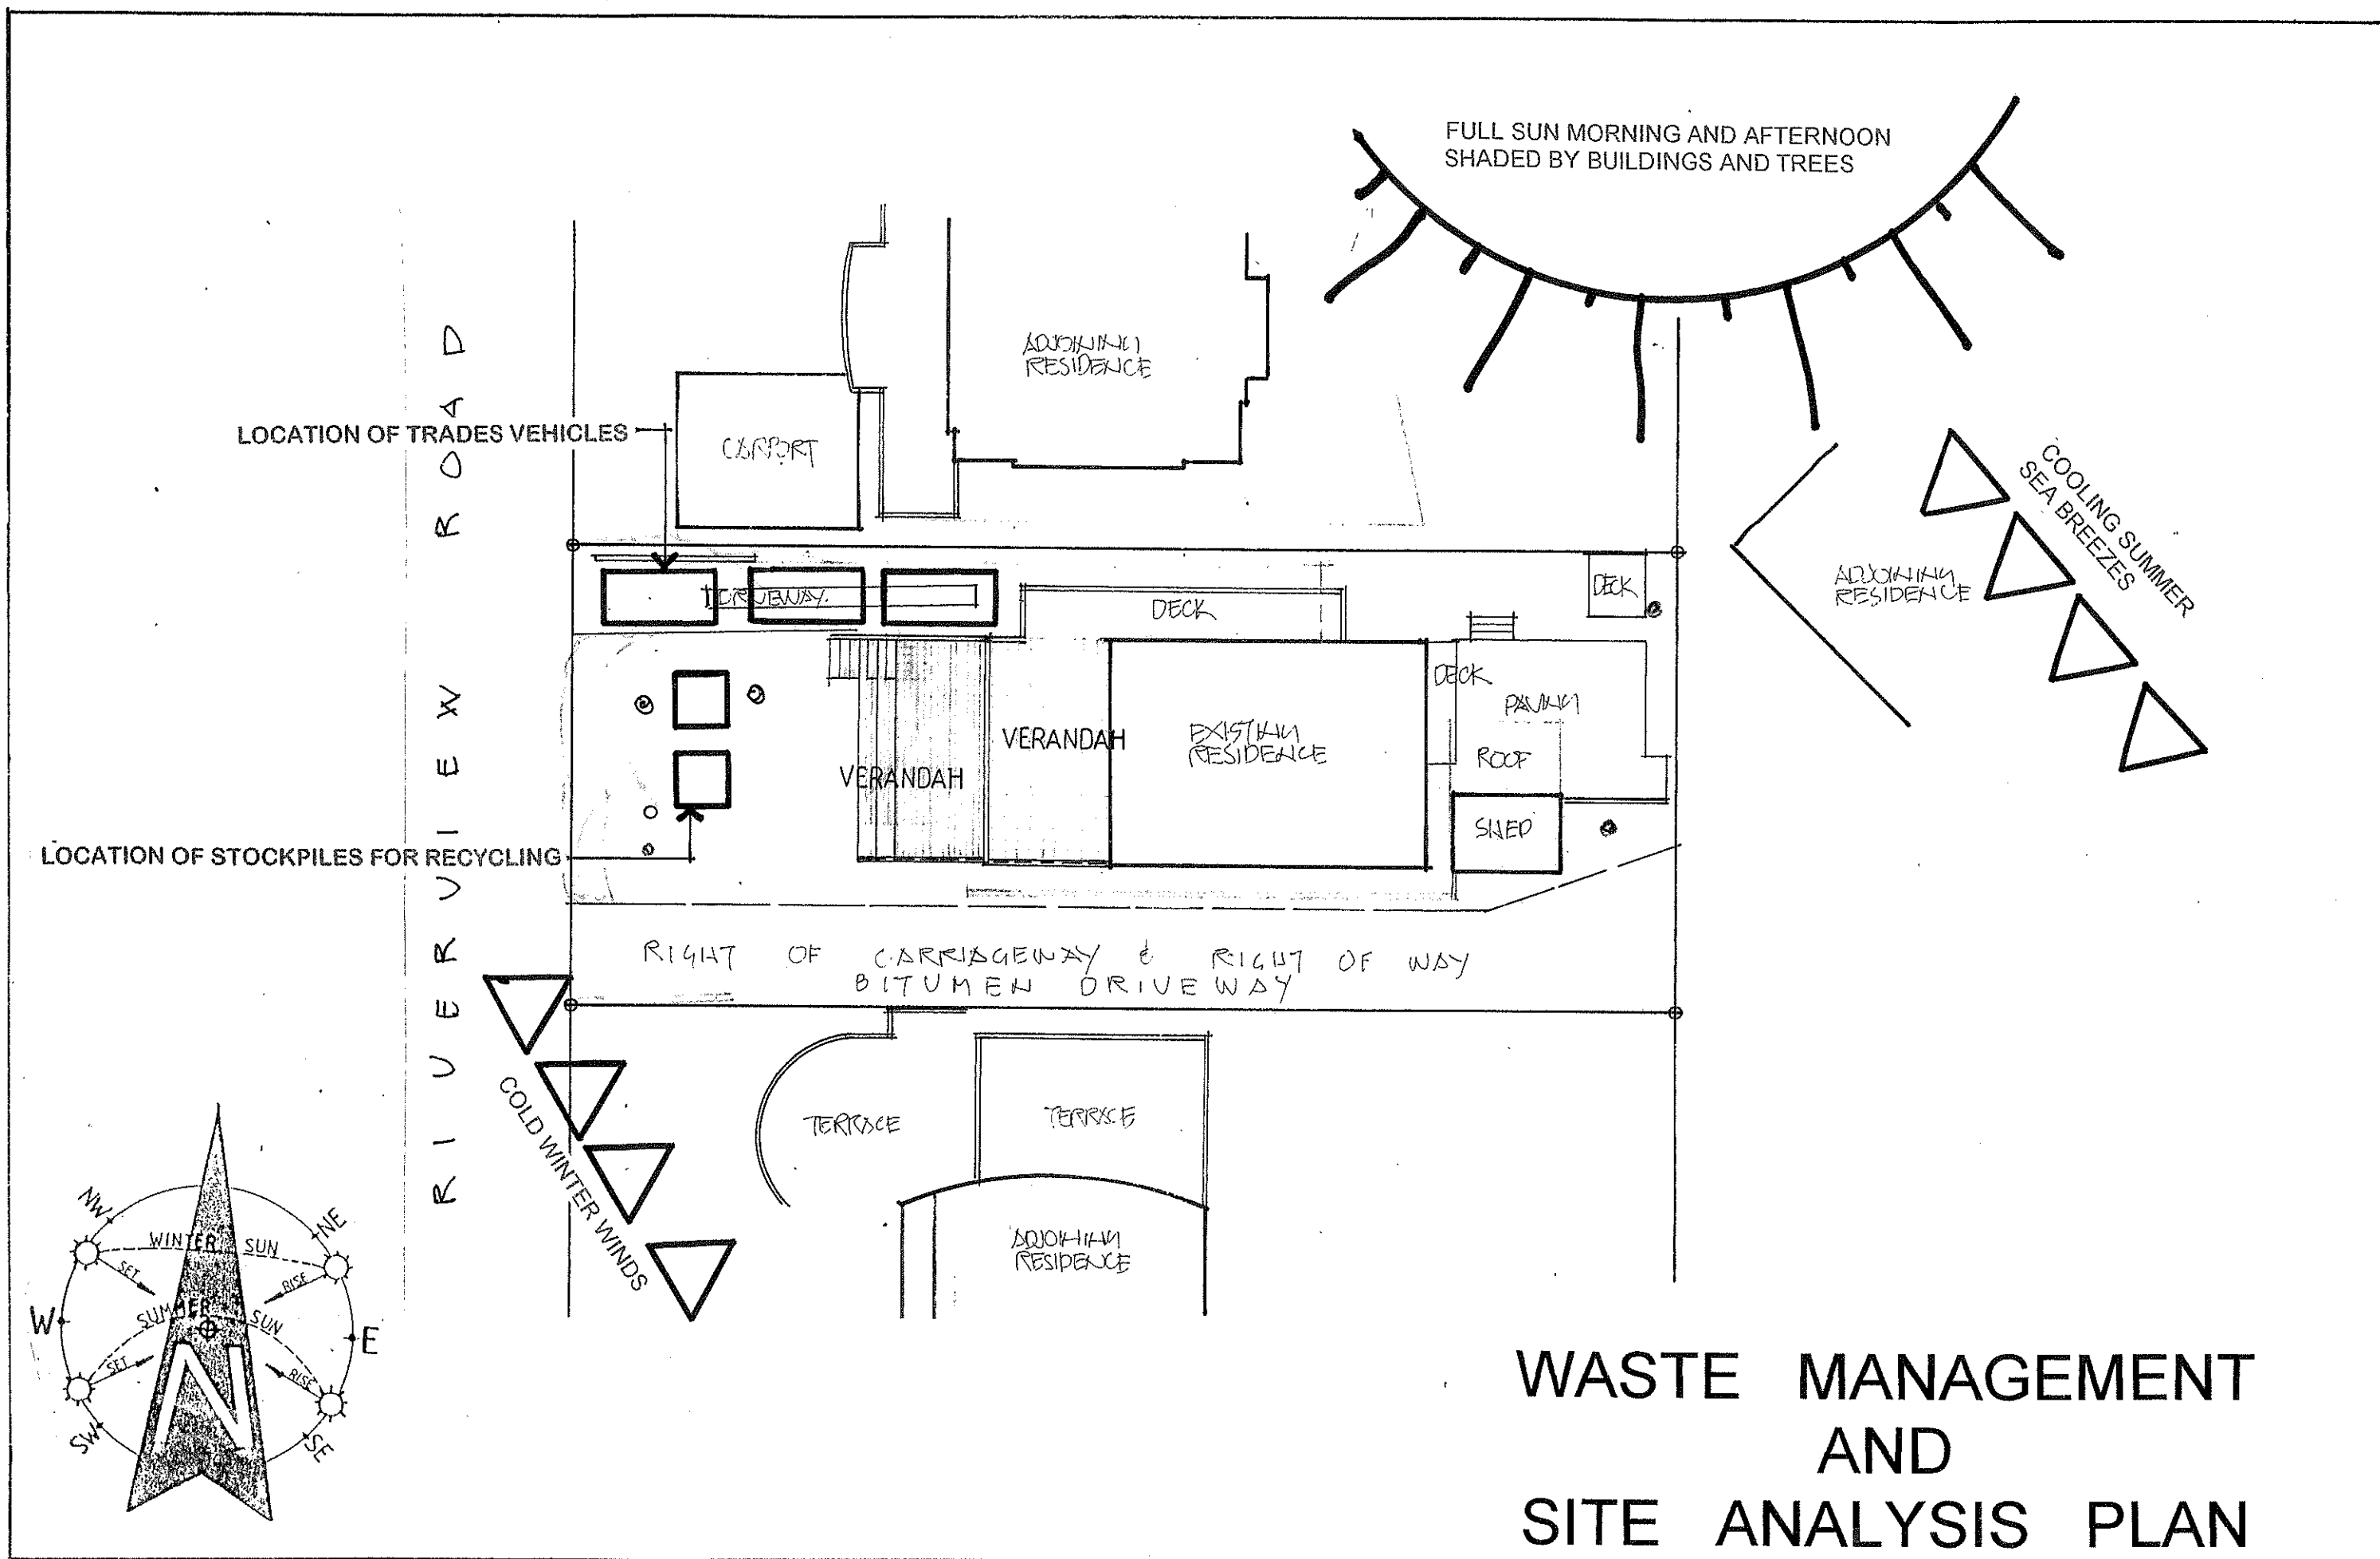 FULL SUN MORNING AND AFTERNOON
SHADED BY BUILDINGS AND TREES
RIVERVIEW ROAD
ADJOINING
RESIDENCE
LOCATION OF TRADES VEHICLES
CARPORT
COOLING SUMMER
SEA BREEZES
DRIVEWAY.
DECK
DECK
ADJOINING
RESIDENCE
DECK
PAVING
VERANDAH
EXISTING
RESIDENCE
ROOF
VERANDAH
SHED
LOCATION OF STOCKPILES FOR RECYCLING
RIGHT OF CARRIAGEWAY & RIGHT OF WAY
BITUMEN DRIVEWAY
COLD WINTER WINDS
TERRACE
TERRACE
ADJOINING
RESIDENCE
NW
NE
WINTER SUN
SET
RISE
SUMMER SUN
W
E
SET
RISE
N
SW
SE
WASTE MANAGEMENT
AND
SITE ANALYSIS PLAN